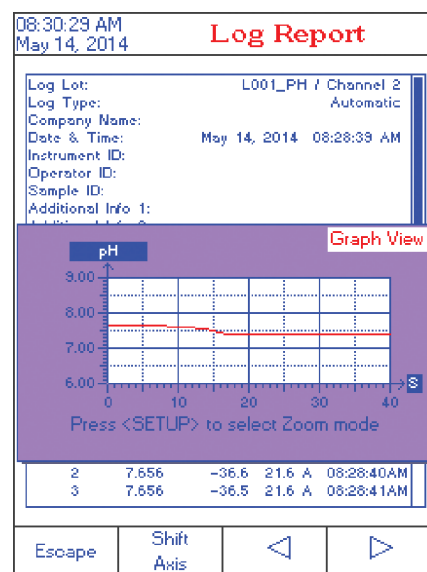 08:30:29 AM
May 14, 2014
Log Report
Log Lot: L001_PH / Channel 2
Log Type: Automatic
Company Name:
Date & Time: May 14, 2014 08:28:39 AM
Instrument ID:
Operator ID:
Sample ID:
Additional Info 1:
Graph View
pH
9.00
8.00
7.00
6.00
0 10 20 30 40 S
Press <SETUP> to select Zoom mode
2 7.656 -36.6 21.6 A 08:28:40AM
3 7.656 -36.5 21.6 A 08:28:41AM
Escape
Shift
Axis